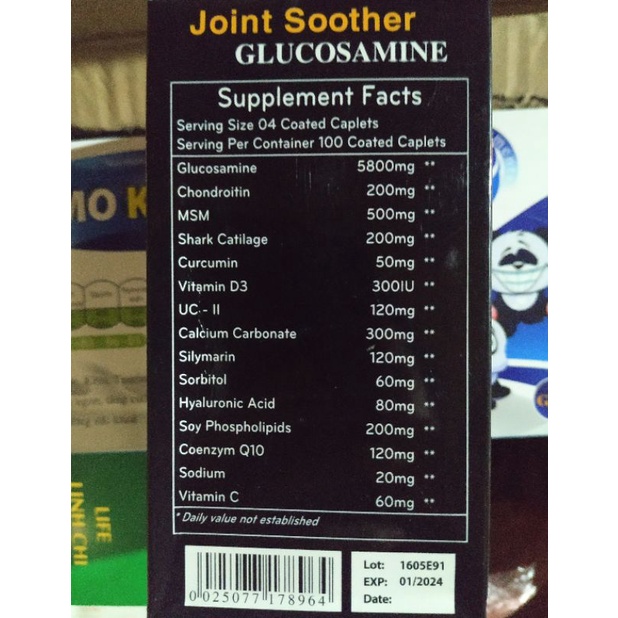 Joint Soother
GLUCOSAMINE
Supplement Facts
Serving Size 04 Coated Caplets
Serving Per Container 100 Coated Caplets
Glucosamine 5800mg **
Chondroitin 200mg **
MSM 500mg **
Shark Catilage 200mg **
Curcumin 50mg **
Vitamin D3 300IU **
UC - II 120mg **
Calcium Carbonate 300mg **
Silymarin 120mg **
Sorbitol 60mg **
Hyaluronic Acid 80mg **
Soy Phospholipids 200mg **
Coenzym Q10 120mg **
Sodium 20mg **
Vitamin C 60mg **
* Daily value not established
0 025077 178964
Lot: 1605E91
EXP: 01/2024
Date:
MO K
LIFE
LINH CHI